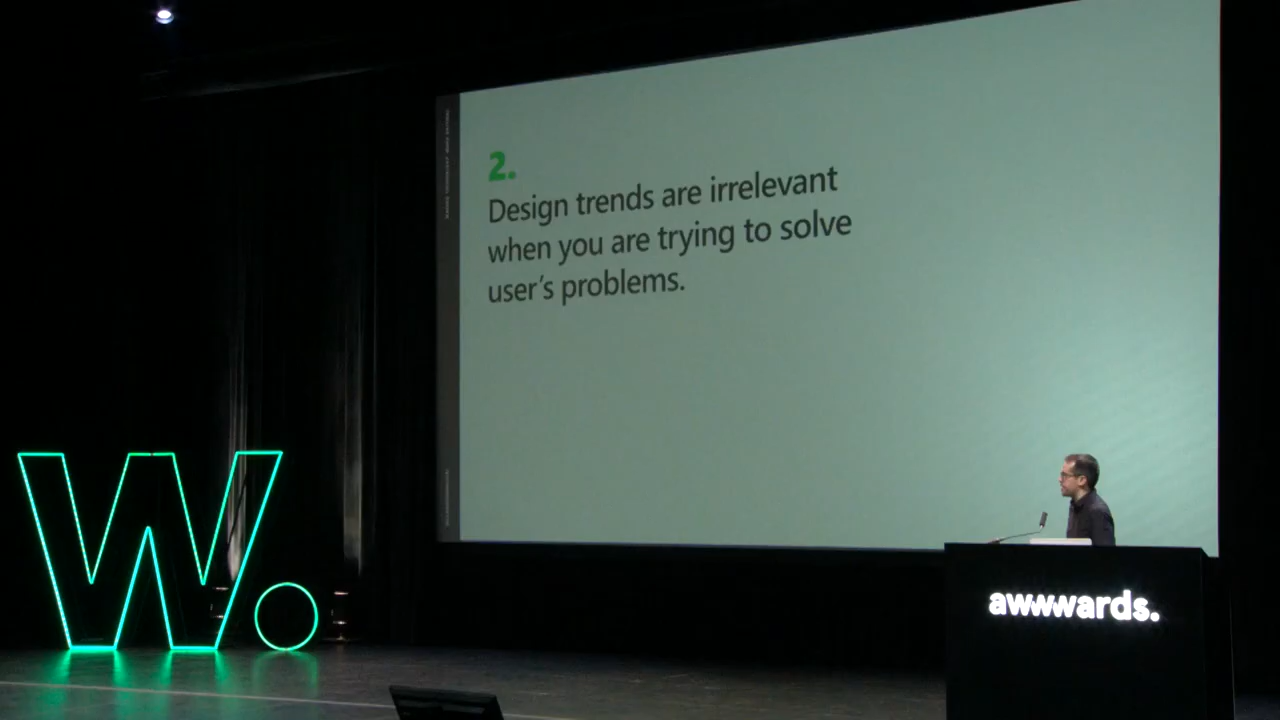 2.
Design trends are irrelevant
when you are trying to solve
user's problems.
W.
awwwards.